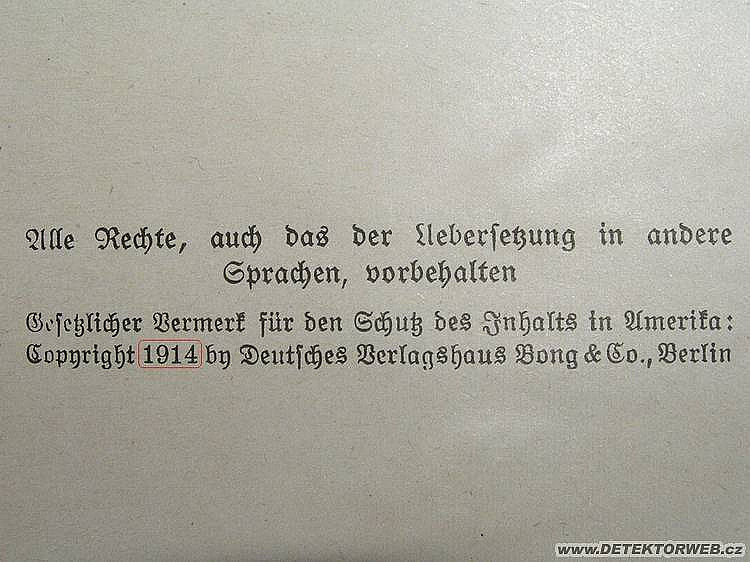 Alle Rechte, auch das der Uebersetzung in andere
Sprachen, vorbehalten
Gesetzlicher Vermerk für den Schutz des Inhalts in Amerika:
Copyright 1914 by Deutsches Verlagshaus Bong & Co., Berlin
www.DETEKTORWEB.cz